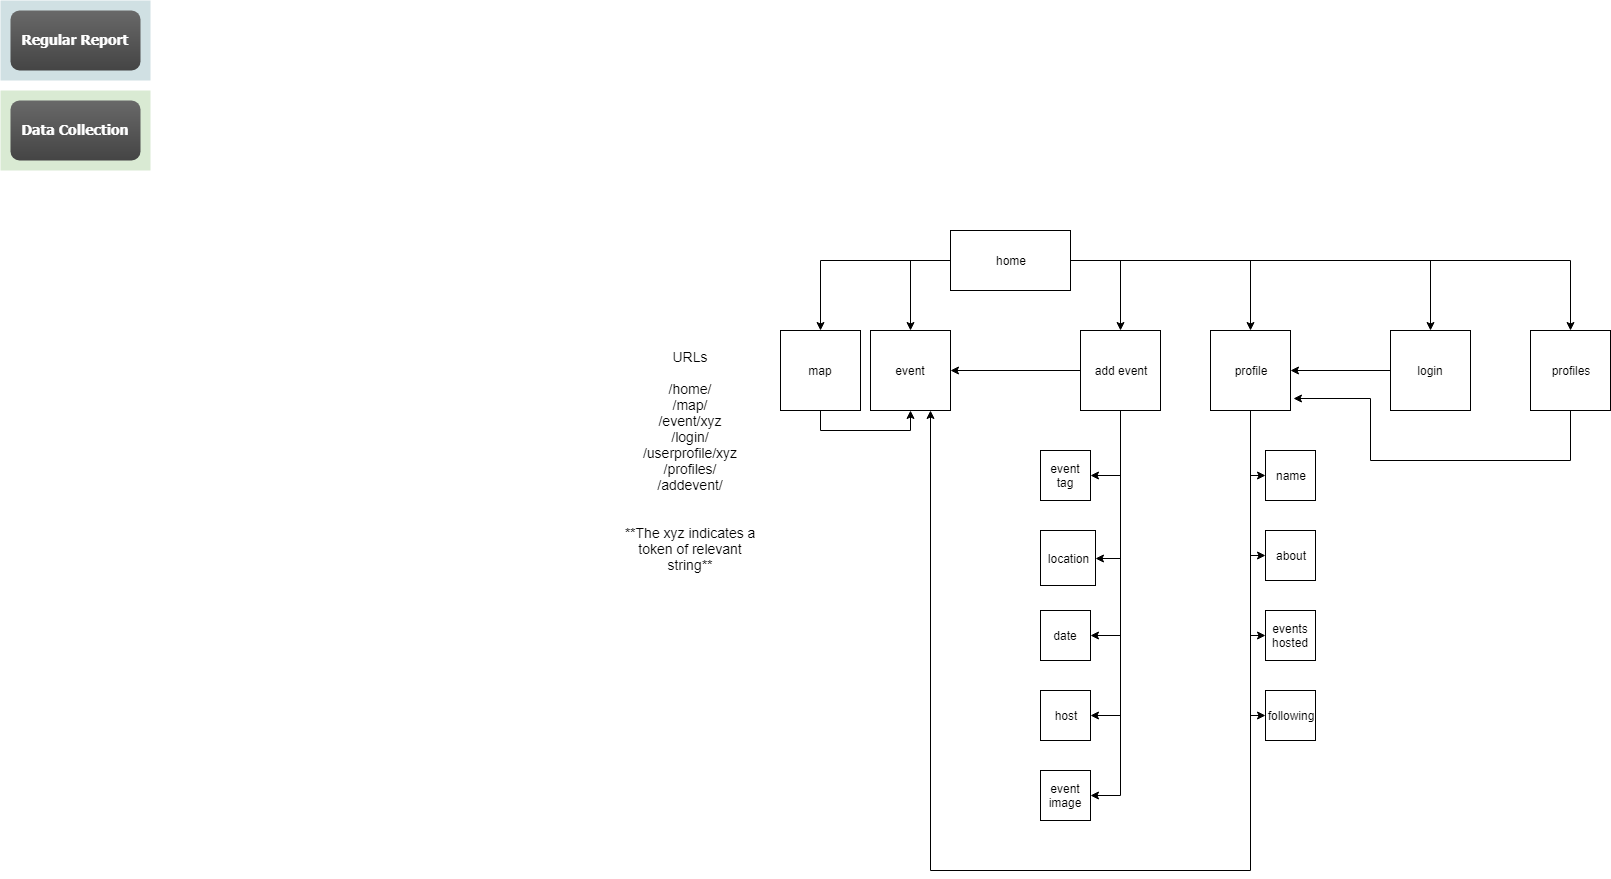 Regular Report
Data Collection
home
map
event
add event
profile
login
profiles
URLs
/home/
/map/
/event/xyz
/login/
/userprofile/xyz
/profiles/
/addevent/
**The xyz indicates a
token of relevant
string**
event
tag
location
date
host
event
image
name
about
events
hosted
following